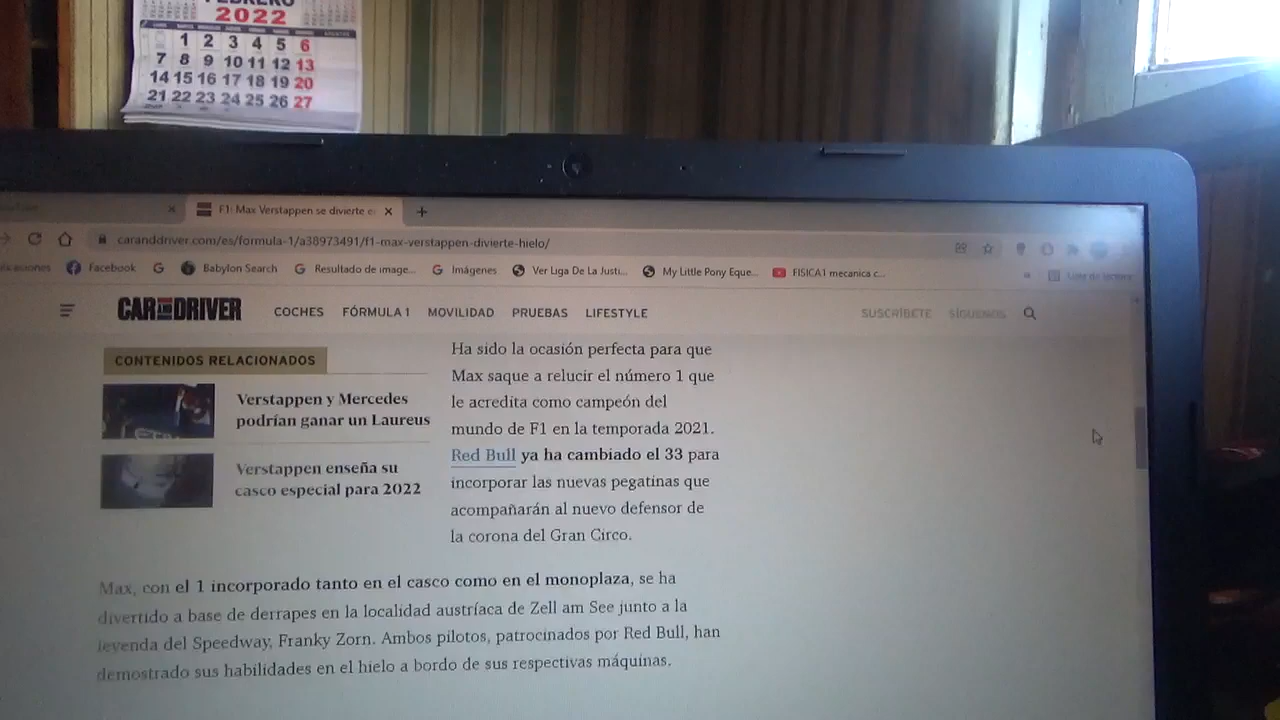 FEBRERO
2022
1 2 3 4 5 6
7 8 9 10 11 12 13
14 15 16 17 18 19 20
21 22 23 24 25 26 27
F1: Max Verstappen se divierte e
caranddriver.com/es/formula-1/a38973491/f1-max-verstappen-divierte-hielo/
Facebook
Babylon Search
Resultado de image...
Imágenes
Ver Liga De La Justi...
My Little Pony Eque...
FISICA1 mecanica c...
CAR AND DRIVER
COCHES
FÓRMULA 1
MOVILIDAD
PRUEBAS
LIFESTYLE
SUSCRÍBETE
SÍGUENOS
CONTENIDOS RELACIONADOS
Verstappen y Mercedes
podrían ganar un Laureus
Verstappen enseña su
casco especial para 2022
Ha sido la ocasión perfecta para que
Max saque a relucir el número 1 que
le acredita como campeón del
mundo de F1 en la temporada 2021.
Red Bull ya ha cambiado el 33 para
incorporar las nuevas pegatinas que
acompañarán al nuevo defensor de
la corona del Gran Circo.
Max, con el 1 incorporado tanto en el casco como en el monoplaza, se ha
divertido a base de derrapes en la localidad austríaca de Zell am See junto a la
leyenda del Speedway, Franky Zorn. Ambos pilotos, patrocinados por Red Bull, han
demostrado sus habilidades en el hielo a bordo de sus respectivas máquinas.